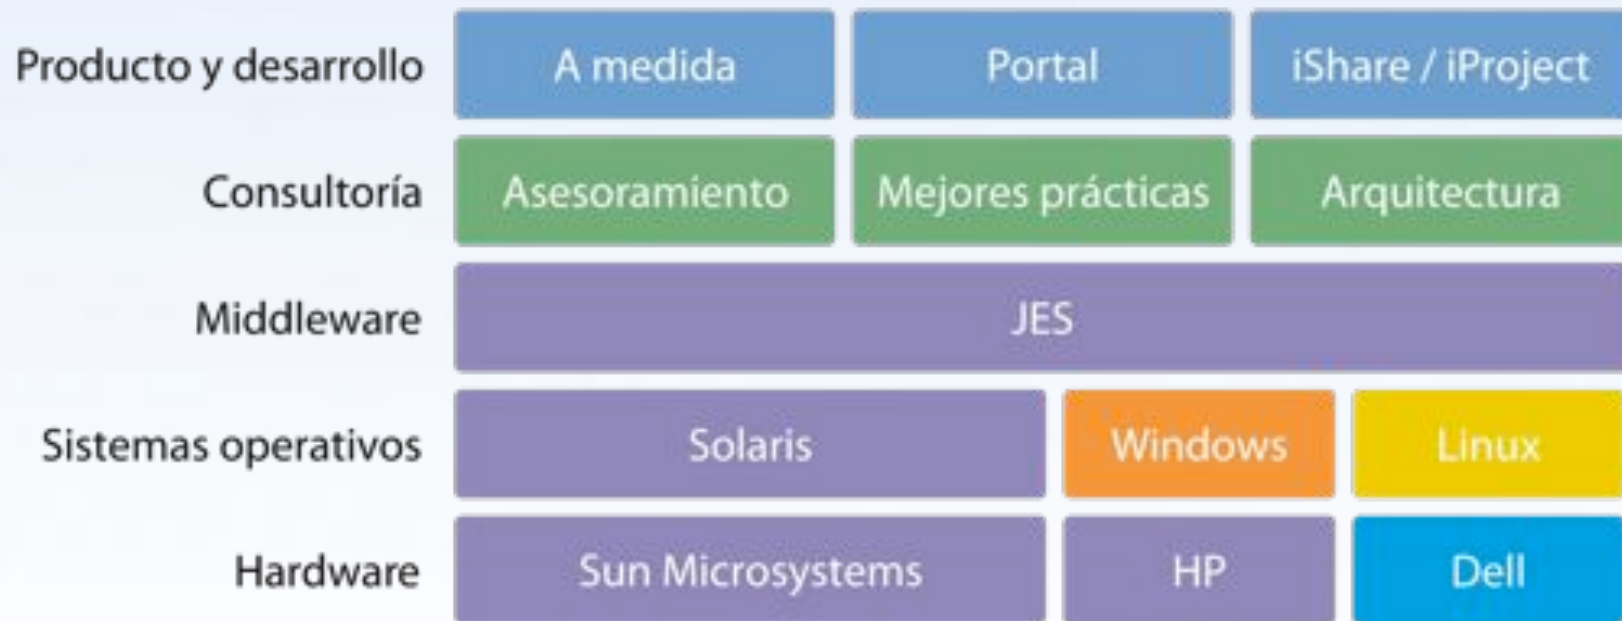 Producto y desarrollo A medida Portal iShare / iProject
Consultoría Asesoramiento Mejores prácticas Arquitectura
Middleware JES
Sistemas operativos Solaris Windows Linux
Hardware Sun Microsystems HP Dell